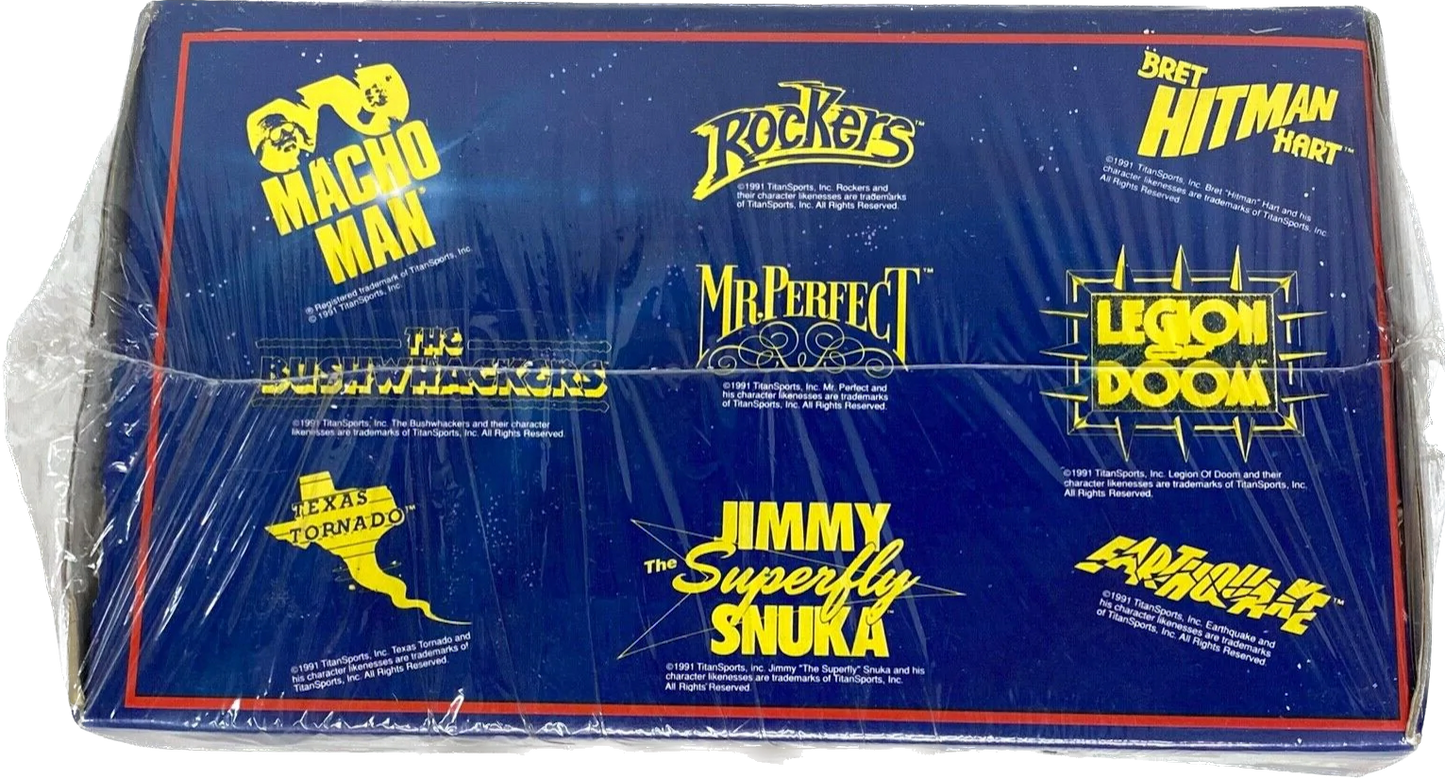 MACHO
MAN®
® Registered trademark of TitanSports, Inc.
© 1991 TitanSports, Inc.
Rockers™
©1991 TitanSports, Inc. Rockers and
their character likenesses are trademarks
of TitanSports, Inc. All Rights Reserved.
BRET
HITMAN
HART™
©1991 TitanSports, Inc. Bret "Hitman" Hart and his
character likenesses are trademarks of TitanSports, Inc.
All Rights Reserved.
THE
BUSHWHACKERS
©1991 TitanSports, Inc. The Bushwhackers and their character
likenesses are trademarks of TitanSports, Inc. All Rights Reserved.
MR. PERFECT™
©1991 TitanSports, Inc. Mr. Perfect and
his character likenesses are trademarks
of TitanSports, Inc. All Rights Reserved.
LEGION
OF
DOOM™
©1991 TitanSports, Inc. Legion Of Doom and their
character likenesses are trademarks of TitanSports, Inc.
All Rights Reserved.
TEXAS
TORNADO™
©1991 TitanSports, Inc. Texas Tornado and
his character likenesses are trademarks of
TitanSports, Inc. All Rights Reserved.
JIMMY
The Superfly
SNUKA™
©1991 TitanSports, Inc. Jimmy "The Superfly" Snuka and his
character likenesses are trademarks of TitanSports, Inc.
All Rights Reserved.
EARTHQUAKE™
©1991 TitanSports, Inc. Earthquake and
his character likenesses are trademarks
of TitanSports, Inc. All Rights Reserved.